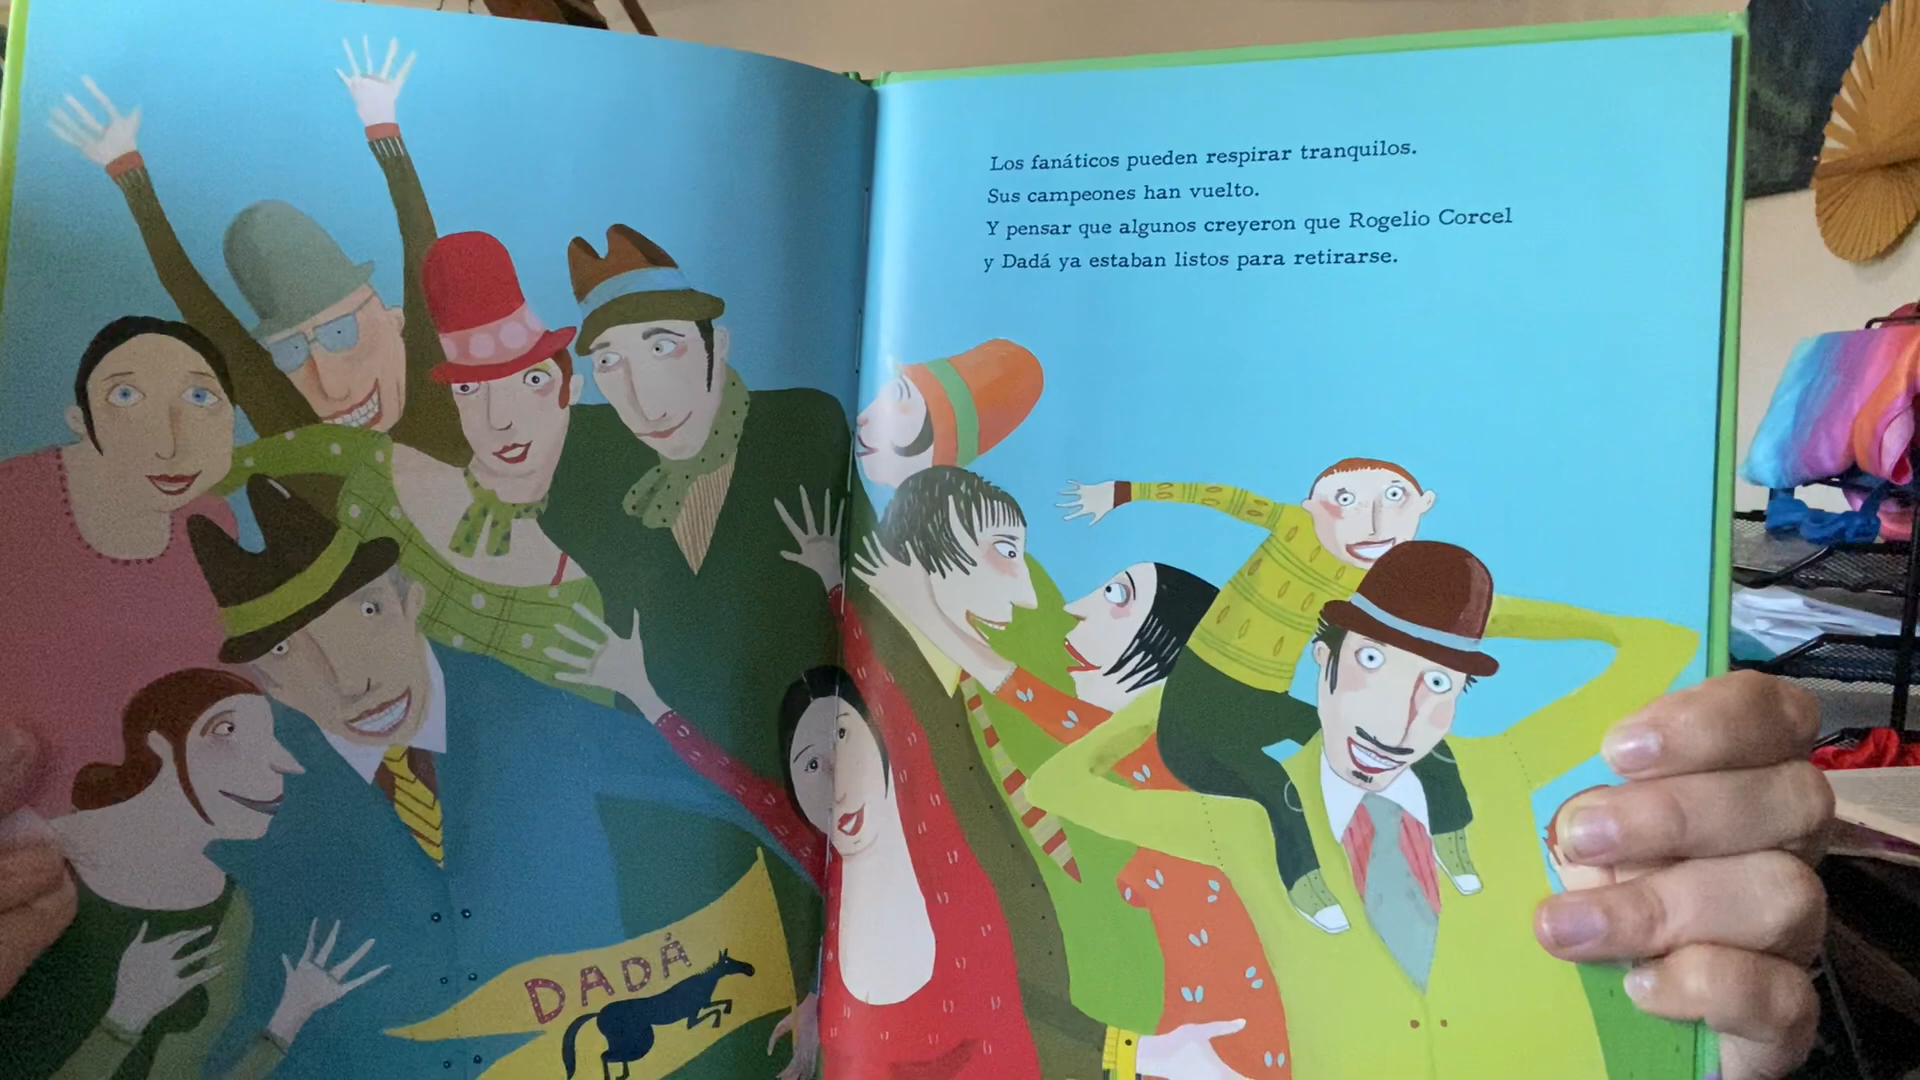 Los fanáticos pueden respirar tranquilos.
Sus campeones han vuelto.
Y pensar que algunos creyeron que Rogelio Corcel
y Dadá ya estaban listos para retirarse.
DADÁ